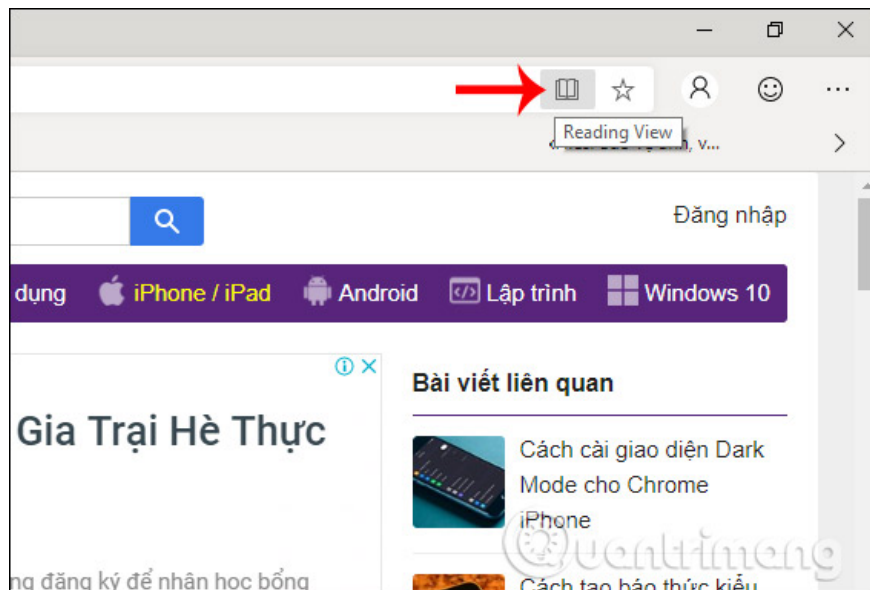 Reading View
v...
Đăng nhập
dụng
iPhone / iPad
Android
Lập trình
Windows 10
Gia Trại Hè Thực
Bài viết liên quan
Cách cài giao diện Dark
Mode cho Chrome
iPhone
Quantrimang
ng đăng ký để nhận học bổng
Cách tạo báo thức kiểu